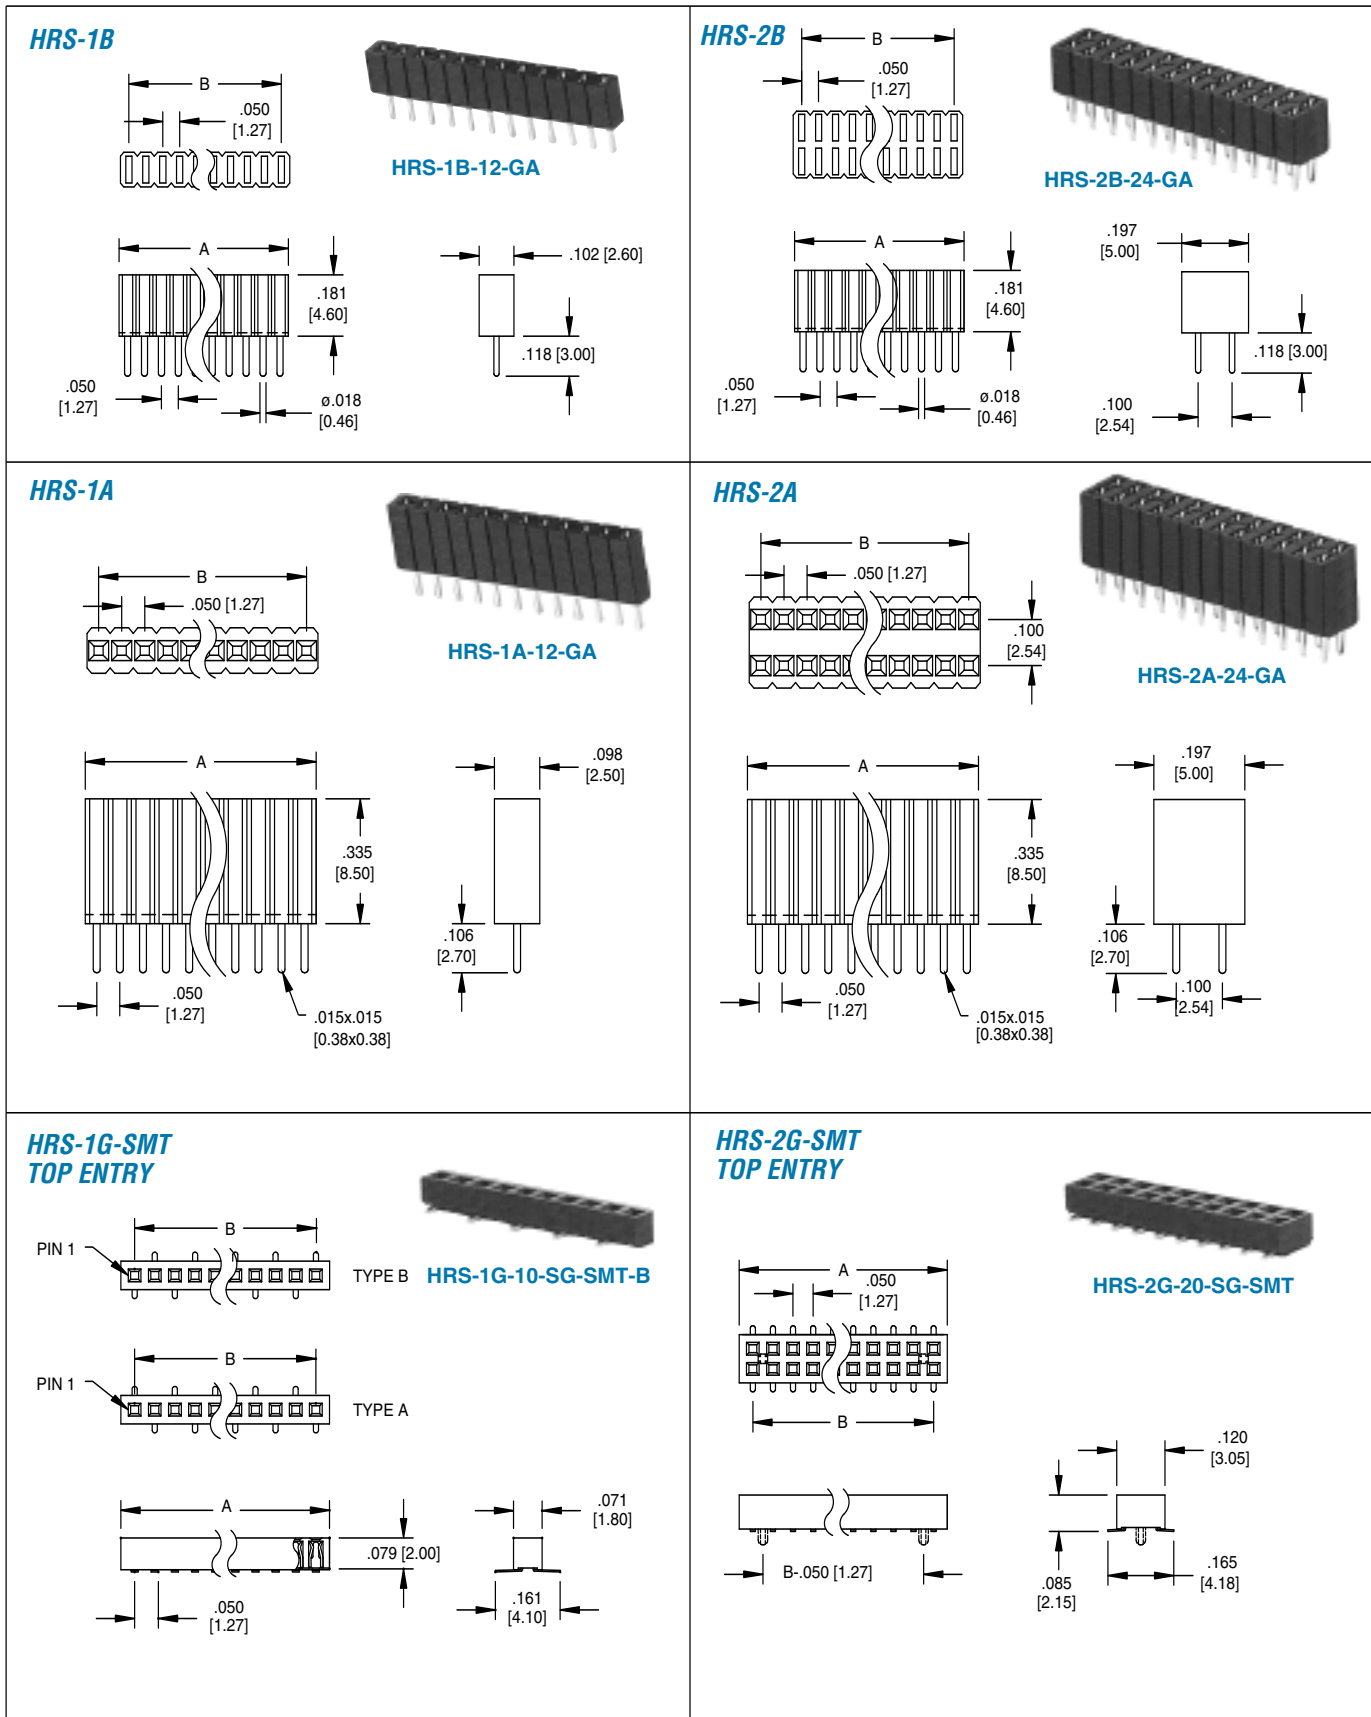 HRS-1B
B
.050
[1.27]
HRS-1B-12-GA
A
.102 [2.60]
.181
[4.60]
.118 [3.00]
.050
[1.27]
ø.018
[0.46]
HRS-2B
B
.050
[1.27]
HRS-2B-24-GA
A
.197
[5.00]
.181
[4.60]
.118 [3.00]
.050
[1.27]
ø.018
[0.46]
.100
[2.54]
HRS-1A
B
.050 [1.27]
HRS-1A-12-GA
A
.098
[2.50]
.335
[8.50]
.106
[2.70]
.050
[1.27]
.015x.015
[0.38x0.38]
HRS-2A
B
.050 [1.27]
.100
[2.54]
HRS-2A-24-GA
A
.197
[5.00]
.335
[8.50]
.106
[2.70]
.050
[1.27]
.100
[2.54]
.015x.015
[0.38x0.38]
HRS-1G-SMT
TOP ENTRY
B
PIN 1
TYPE B
HRS-1G-10-SG-SMT-B
B
PIN 1
TYPE A
A
.071
[1.80]
.079 [2.00]
.050
[1.27]
.161
[4.10]
HRS-2G-SMT
TOP ENTRY
A
.050
[1.27]
HRS-2G-20-SG-SMT
B
.120
[3.05]
B-.050 [1.27]
.085
[2.15]
.165
[4.18]